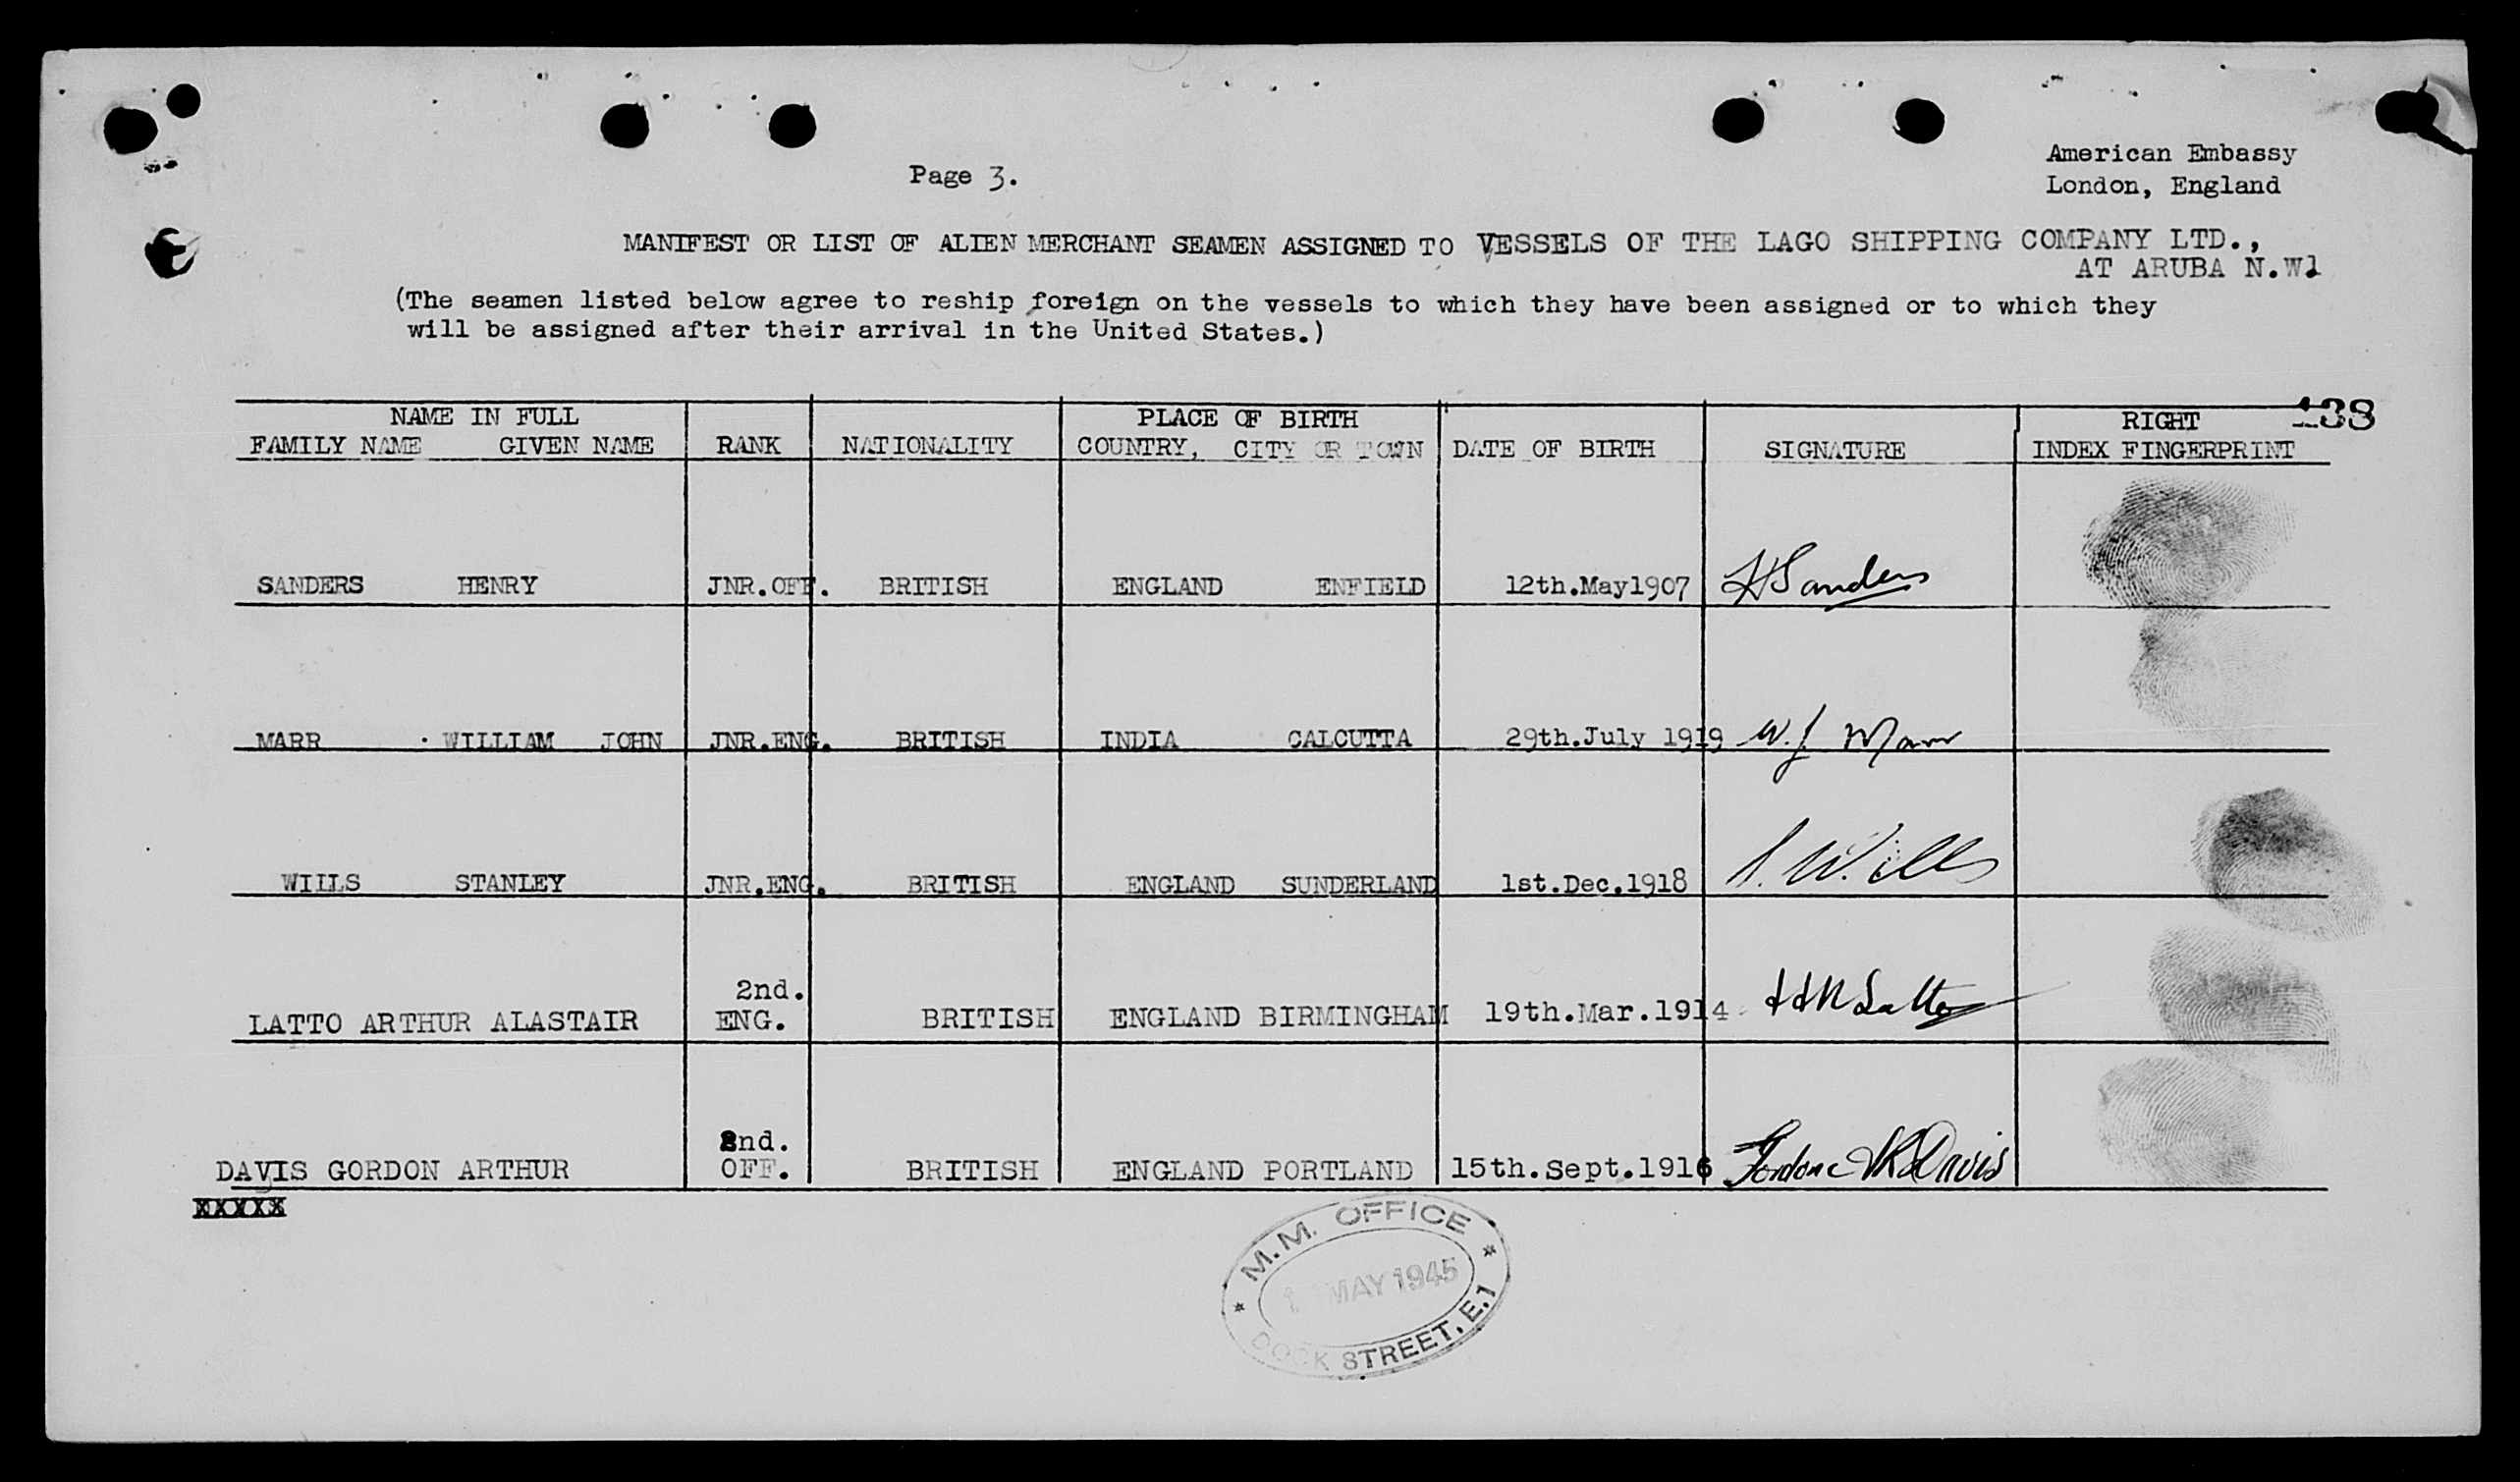 American Embassy
Page 3. London, England
MANIFEST OR LIST OF ALIEN MERCHANT SEAMEN ASSIGNED TO VESSELS OF THE LAGO SHIPPING COMPANY LTD.,
AT ARUBA N.W1
(The seamen listed below agree to reship foreign on the vessels to which they have been assigned or to which they
will be assigned after their arrival in the United States.)
138
NAME IN FULL PLACE OF BIRTH RIGHT
FAMILY NAME GIVEN NAME RANK NATIONALITY COUNTRY, CITY OR TOWN DATE OF BIRTH SIGNATURE INDEX FINGERPRINT
SANDERS HENRY JNR.OFF. BRITISH ENGLAND ENFIELD 12th.May1907 H Sanders
MARR WILLIAM JOHN JNR.ENG. BRITISH INDIA CALCUTTA 29th.July 1919 W. J. Marr
WILLS STANLEY JNR.ENG. BRITISH ENGLAND SUNDERLAND 1st.Dec.1918 S. Wills
2nd.
LATTO ARTHUR ALASTAIR ENG. BRITISH ENGLAND BIRMINGHAM 19th.Mar.1914 Latto
2nd.
DAVIS GORDON ARTHUR OFF. BRITISH ENGLAND PORTLAND 15th.Sept.1916 Gordon Davis
XXXXX
M.M. OFFICE
MAY 1945
DOCK STREET, E.1